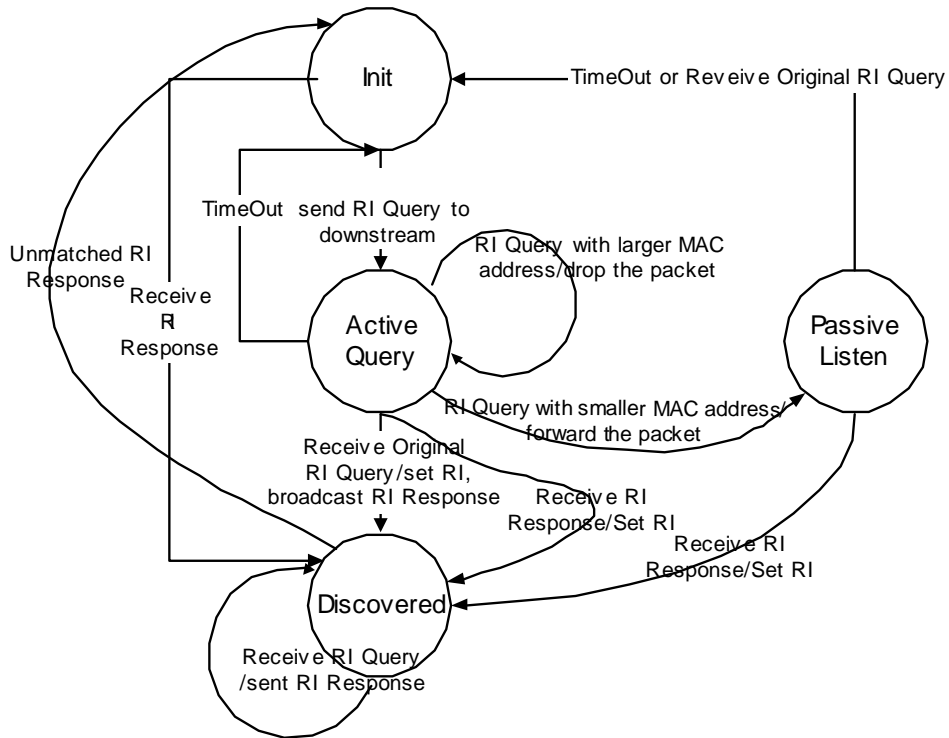 Init
TimeOut or Reveive Original RI Query
TimeOut
send RI Query to
downstream
RI Query with larger MAC
address/drop the packet
Unmatched RI
Response
Receive
RI
Response
Active
Query
Passive
Listen
RI Query with smaller MAC address/
forward the packet
Receive Original
RI Query/set RI,
broadcast RI Response
Receive RI
Response/Set RI
Receive RI
Response/Set RI
Discovered
Receive RI Query
/sent RI Response